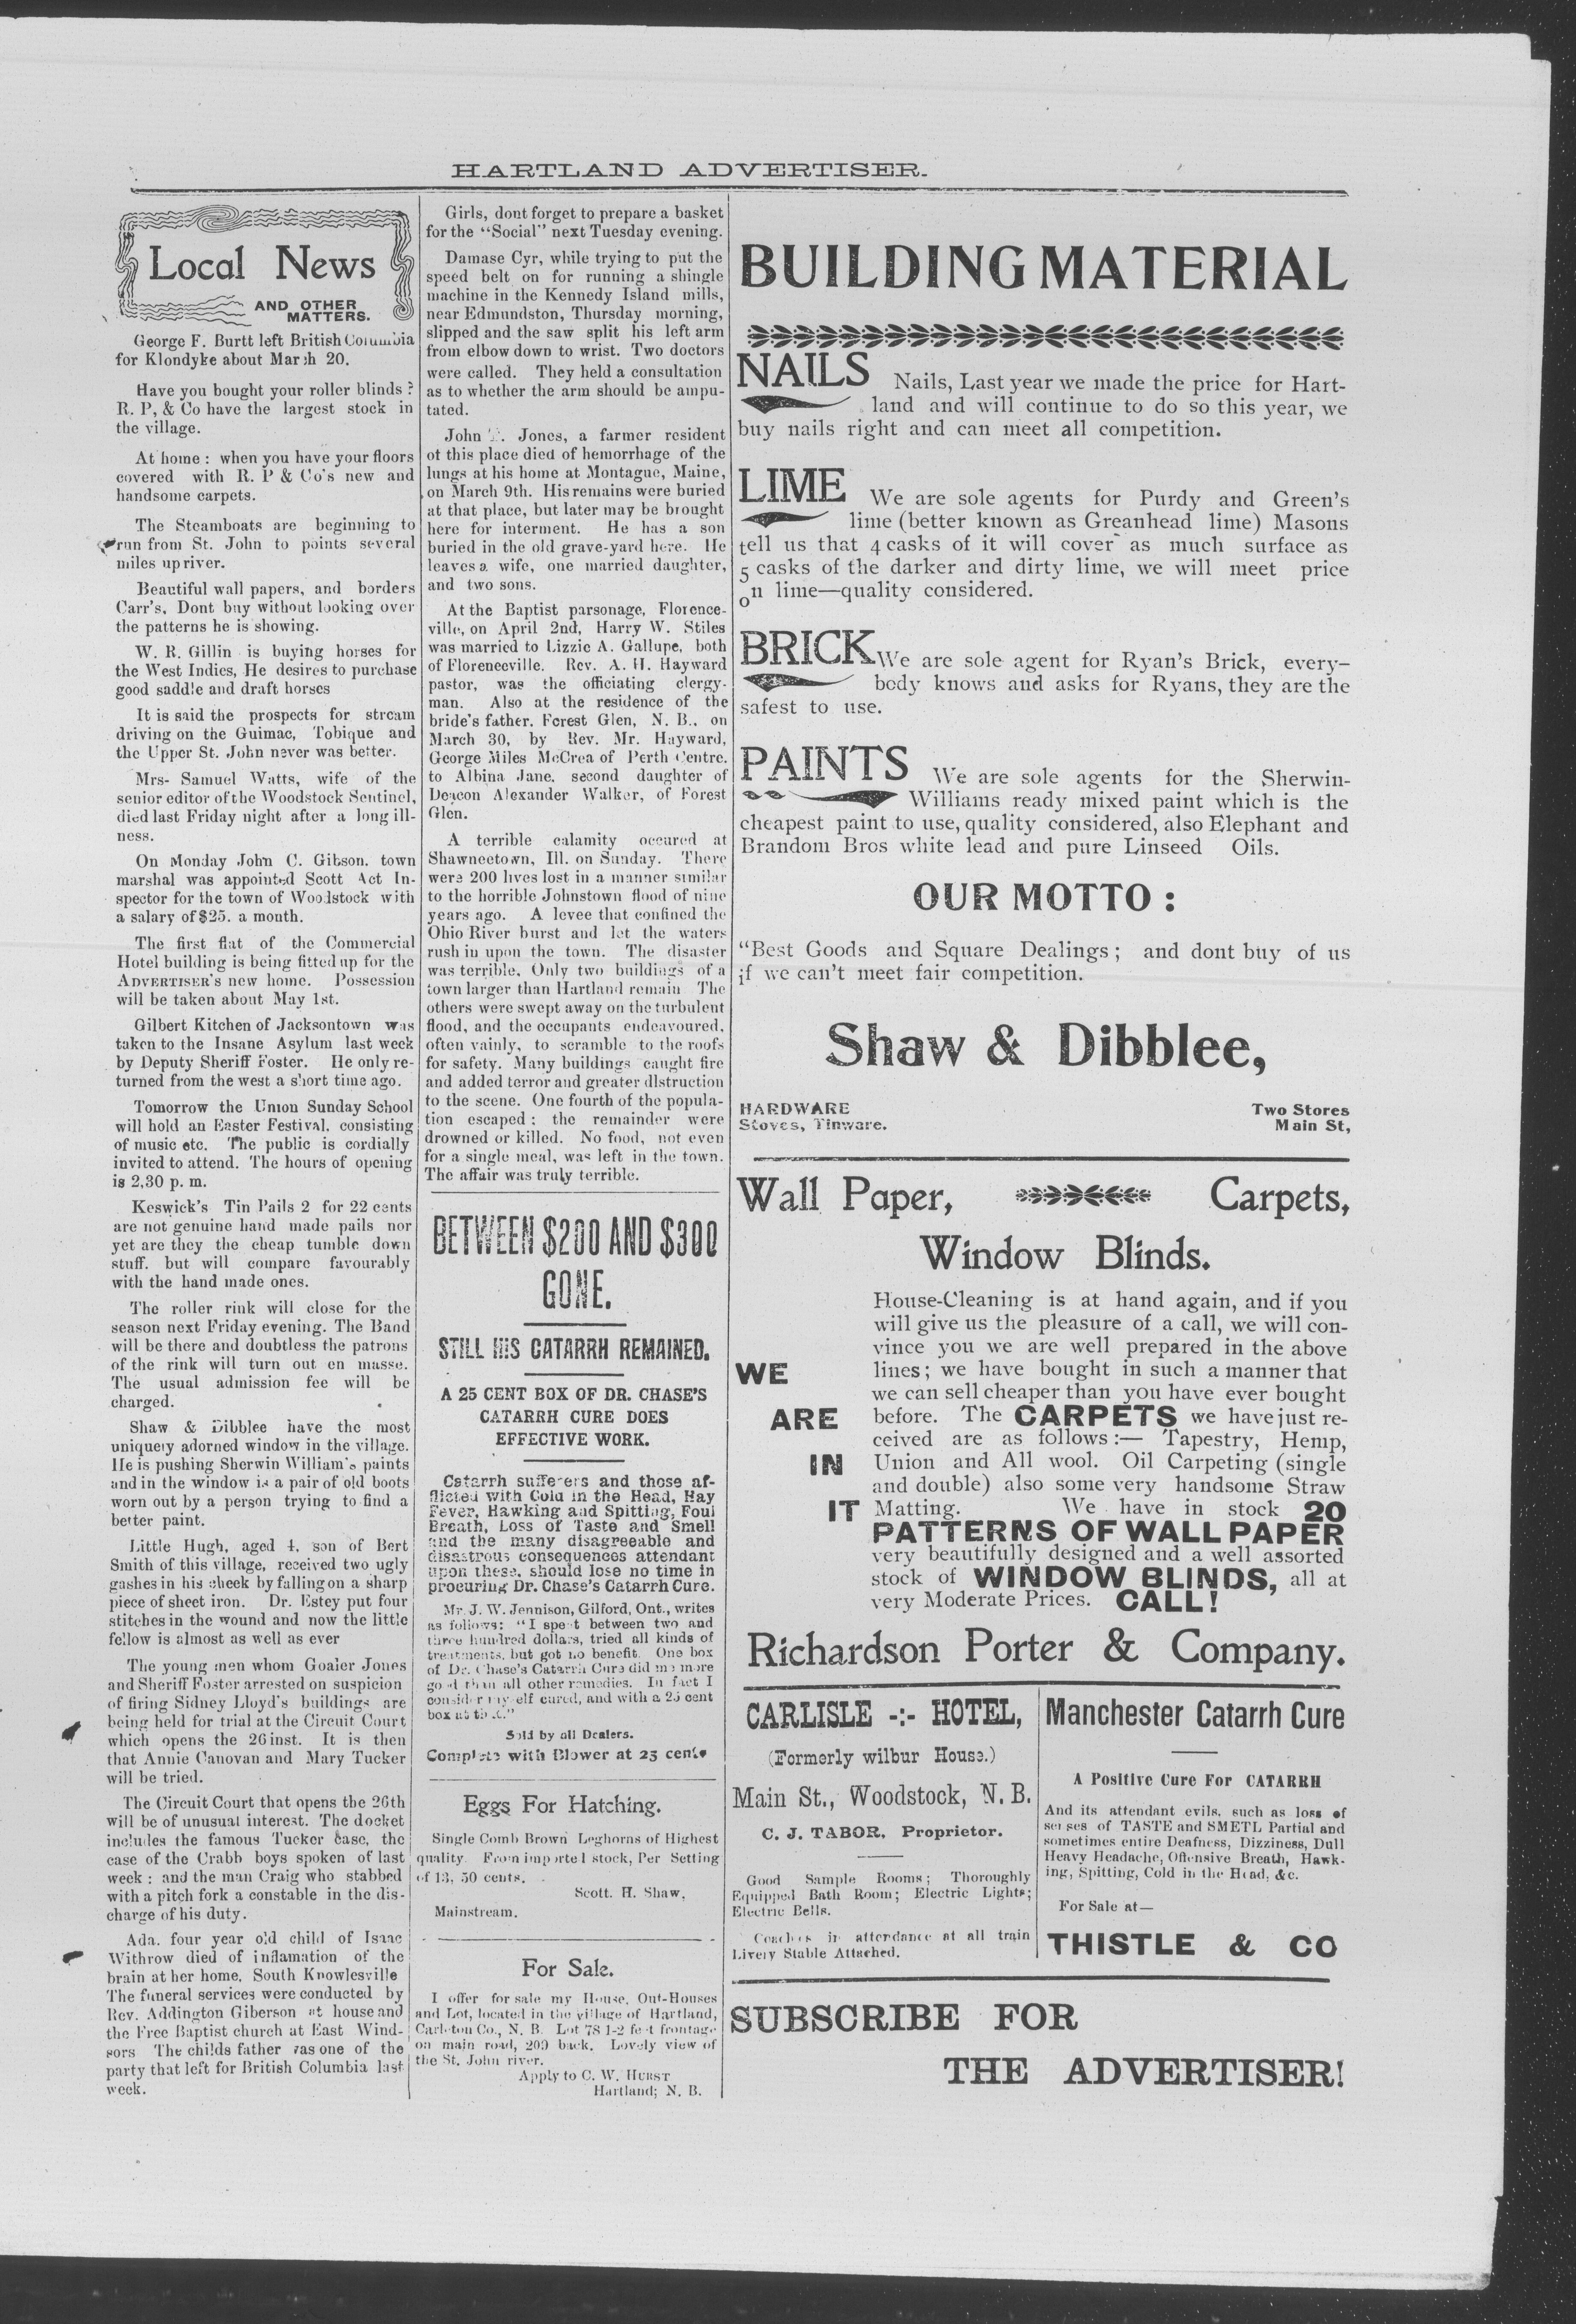 HARTLAND ADVERTISER.
Local News
AND OTHER
MATTERS.
George F. Burtt left British Columbia
for Klondyke about March 20.
Have you bought your roller blinds ?
R. P, & Co have the largest stock in
the village.
At home : when you have your floors
covered with R. P & Co's new and
handsome carpets.
The Steamboats are beginning to
run from St. John to points several
miles up river.
Beautiful wall papers, and borders
Carr's, Dont buy without looking over
the patterns he is showing.
W. R. Gillin is buying horses for
the West Indies, He desires to purchase
good saddle and draft horses
It is said the prospects for stream
driving on the Guimac, Tobique and
the Upper St. John never was better.
Mrs- Samuel Watts, wife of the
senior editor of the Woodstock Sentinel,
died last Friday night after a long ill-
ness.
On Monday John C. Gibson. town
marshal was appointed Scott Act In-
spector for the town of Woodstock with
a salary of $25. a month.
The first flat of the Commercial
Hotel building is being fitted up for the
ADVERTISER'S new home. Possession
will be taken about May 1st.
Gilbert Kitchen of Jacksontown was
taken to the Insane Asylum last week
by Deputy Sheriff Foster. He only re-
turned from the west a short time ago.
Tomorrow the Union Sunday School
will hold an Easter Festival. consisting
of music etc. The public is cordially
invited to attend. The hours of opening
is 2,30 p. m.
Keswick's Tin Pails 2 for 22 cents
are not genuine hand made pails nor
yet are they the cheap tumble down
stuff. but will compare favourably
with the hand made ones.
The roller rink will close for the
season next Friday evening. The Band
will be there and doubtless the patrons
of the rink will turn out en masse.
The usual admission fee will be
charged.
Shaw & Dibblee have the most
uniquely adorned window in the village.
He is pushing Sherwin William's paints
and in the window is a pair of old boots
worn out by a person trying to find a
better paint.
Little Hugh, aged 4, son of Bert
Smith of this village, received two ugly
gashes in his cheek by falling on a sharp
piece of sheet iron. Dr. Estey put four
stitches in the wound and now the little
fellow is almost as well as ever
The young men whom Goaler Jones
and Sheriff Foster arrested on suspicion
of firing Sidney Lloyd's buildings are
being held for trial at the Circuit Court
which opens the 26 inst. It is then
that Annie Canovan and Mary Tucker
will be tried.
The Circuit Court that opens the 26th
will be of unusual interest. The docket
includes the famous Tucker case, the
case of the Crabb boys spoken of last
week : and the man Craig who stabbed
with a pitch fork a constable in the dis-
charge of his duty.
Ada. four year old child of Isaac
Withrow died of inflamation of the
brain at her home, South Knowlesville
The funeral services were conducted by
Rev. Addington Giberson at house and
the Free Baptist church at East Wind-
sors The childs father was one of the
party that left for British Columbia last
week.
Girls, dont forget to prepare a basket
for the "Social" next Tuesday evening.
Damase Cyr, while trying to put the
speed belt on for running a shingle
machine in the Kennedy Island mills,
near Edmundston, Thursday morning,
slipped and the saw split his left arm
from elbow down to wrist. Two doctors
were called. They held a consultation
as to whether the arm should be ampu-
tated.
John . Jones, a farmer resident
ot this place died of hemorrhage of the
lungs at his home at Montague, Maine,
on March 9th. His remains were buried
at that place, but later may be brought
here for interment. He has a son
buried in the old grave-yard here. He
leaves a wife, one married daughter,
and two sons.
At the Baptist parsonage, Florence-
ville, on April 2nd, Harry W. Stiles
was married to Lizzie A. Gallupe, both
of Florenceville. Rev. A. H. Hayward
pastor, was the officiating clergy-
man. Also at the residence of the
bride's father. Forest Glen, N. B., on
March 30, by Rev. Mr. Hayward,
George Miles McCrea of Perth Centre.
to Albina Jane, second daughter of
Deacon Alexander Walker, of Forest
Glen.
A terrible calamity occured at
Shawneetown, Ill. on Sunday. There
were 200 lives lost in a manner similar
to the horrible Johnstown flood of nine
years ago. A levee that confined the
Ohio River burst and let the waters
rush in upon the town. The disaster
was terrible, Only two buildings of a
town larger than Hartland remain The
others were swept away on the turbulent
flood, and the occupants endeavoured,
often vainly, to scramble to the roofs
for safety. Many buildings caught fire
and added terror and greater dIstruction
to the scene. One fourth of the popula-
tion escaped ; the remainder were
drowned or killed. No food, not even
for a single meal, was left in the town.
The affair was truly terrible.
BETWEEN $200 AND $300
GONE.
STILL HIS CATARRH REMAINED.
A 25 CENT BOX OF DR. CHASE'S
CATARRH CURE DOES
EFFECTIVE WORK.
Catarrh sufferers and those af-
flicted with Cold in the Head, Hay
Fever, Hawking and Spitting, Foul
Breath, Loss of Taste and Smell
and the many disagreeable and
disastrous consequences attendant
upon these, should lose no time in
procuring Dr. Chase's Catarrh Cure.
Mr. J. W. Jennison, Gilford, Ont., writes
as follows: "I spent between two and
three hundred dollars, tried all kinds of
treatments, but got no benefit. One box
of Dr. Chase's Catarrh Cure did me more
good than all other remedies. In fact I
consider myself cured, and with a 25 cent
box at that."
Sold by all Dealers.
Complete with Blower at 25 cents
Eggs For Hatching.
Single Comb Brown Leghorns of Highest
quality From imported stock, Per Setting
of 13, 50 cents.
Scott. H. Shaw,
Mainstream.
For Sale.
I offer for sale my House, Out-Houses
and Lot, located in the village of Hartland,
Carleton Co., N. B. Lot 78 1-2 feet frontage
on main road, 209 back. Lovely view of
the St. John river.
Apply to C. W. HURST
Hartland; N. B.
BUILDING MATERIAL
NAILS Nails, Last year we made the price for Hart-
land and will continue to do so this year, we
buy nails right and can meet all competition.
LIME We are sole agents for Purdy and Green's
lime (better known as Greanhead lime) Masons
tell us that 4 casks of it will cover as much surface as
5 casks of the darker and dirty lime, we will meet price
on lime—quality considered.
BRICK We are sole agent for Ryan's Brick, every-
body knows and asks for Ryans, they are the
safest to use.
PAINTS We are sole agents for the Sherwin-
Williams ready mixed paint which is the
cheapest paint to use, quality considered, also Elephant and
Brandom Bros white lead and pure Linseed Oils.
OUR MOTTO :
"Best Goods and Square Dealings ; and dont buy of us
if we can't meet fair competition.
Shaw & Dibblee,
HARDWARE
Stoves, Tinware.
Two Stores
Main St,
Wall Paper, Carpets,
Window Blinds.
WE
ARE
IN
IT
House-Cleaning is at hand again, and if you
will give us the pleasure of a call, we will con-
vince you we are well prepared in the above
lines ; we have bought in such a manner that
we can sell cheaper than you have ever bought
before. The CARPETS we have just re-
ceived are as follows :— Tapestry, Hemp,
Union and All wool. Oil Carpeting (single
and double) also some very handsome Straw
Matting. We have in stock 20
PATTERNS OF WALL PAPER
very beautifully designed and a well assorted
stock of WINDOW BLINDS, all at
very Moderate Prices. CALL!
Richardson Porter & Company.
CARLISLE -:- HOTEL,
(Formerly wilbur House.)
Main St., Woodstock, N. B.
C. J. TABOR, Proprietor.
Good Sample Rooms ; Thoroughly
Equipped Bath Room ; Electric Lights;
Electric Bells.
Coaches in attendance at all train
Livery Stable Attached.
Manchester Catarrh Cure
A Positive Cure For CATARRH
And its attendant evils, such as loss of
senses of TASTE and SMETL Partial and
sometimes entire Deafness, Dizziness, Dull
Heavy Headache, Offensive Breath, Hawk-
ing, Spitting, Cold in the Head, &c.
For Sale at—
THISTLE & CO
SUBSCRIBE FOR
THE ADVERTISER!